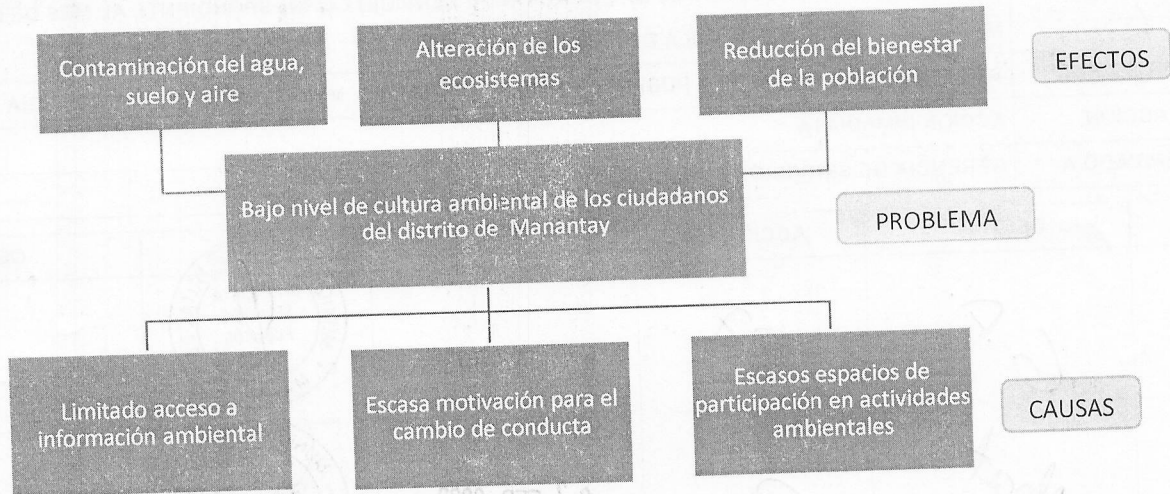 Contaminación del agua,
suelo y aire
Alteración de los
ecosistemas
Reducción del bienestar
de la población
EFECTOS
Bajo nivel de cultura ambiental de los ciudadanos
del distrito de Manantay
PROBLEMA
Limitado acceso a
información ambiental
Escasa motivación para el
cambio de conducta
Escasos espacios de
participación en actividades
ambientales
CAUSAS